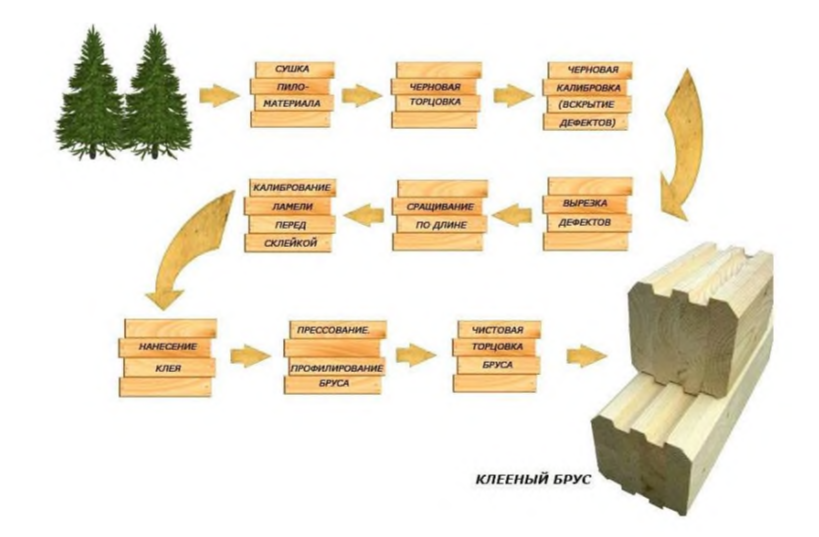 СУШКА
ПИЛО-
МАТЕРИАЛА
ЧЕРНОВАЯ
ТОРЦОВКА
ЧЕРНОВАЯ
КАЛИБРОВКА
(ВСКРЫТИЕ
ДЕФЕКТОВ)
ВЫРЕЗКА
ДЕФЕКТОВ
СРАЩИВАНИЕ
ПО ДЛИНЕ
КАЛИБРОВАНИЕ
ЛАМЕЛИ
ПЕРЕД
СКЛЕЙКОЙ
НАНЕСЕНИЕ
КЛЕЯ
ПРЕССОВАНИЕ.
ПРОФИЛИРОВАНИЕ
БРУСА
ЧИСТОВАЯ
ТОРЦОВКА
БРУСА
КЛЕЕНЫЙ БРУС